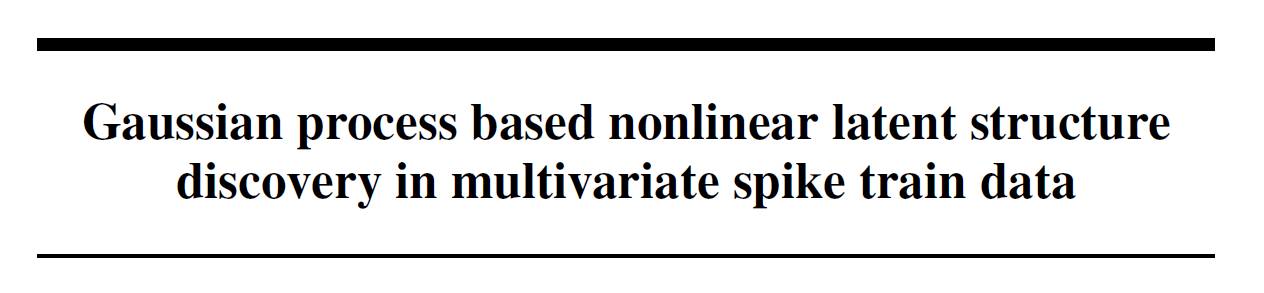 Gaussian process based nonlinear latent structure
discovery in multivariate spike train data